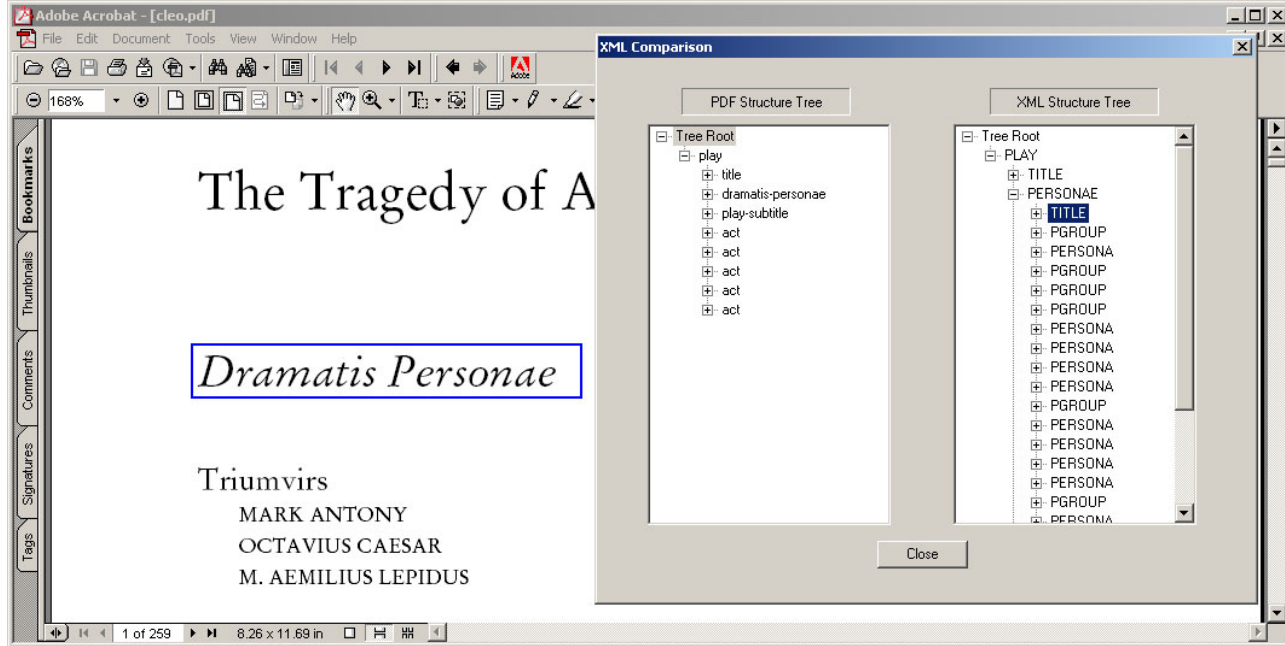 Adobe Acrobat - [cleo.pdf]
File Edit Document Tools View Window Help
Adobe
168%
Bookmarks
Thumbnails
Comments
Signatures
Tags
The Tragedy of A
Dramatis Personae
Triumvirs
MARK ANTONY
OCTAVIUS CAESAR
M. AEMILIUS LEPIDUS
1 of 259 8.26 x 11.69 in
XML Comparison
PDF Structure Tree
Tree Root
play
title
dramatis-personae
play-subtitle
act
act
act
act
act
XML Structure Tree
Tree Root
PLAY
TITLE
PERSONAE
TITLE
PGROUP
PERSONA
PGROUP
PGROUP
PGROUP
PERSONA
PERSONA
PERSONA
PERSONA
PGROUP
PERSONA
PERSONA
PERSONA
PERSONA
PGROUP
PERSONA
Close